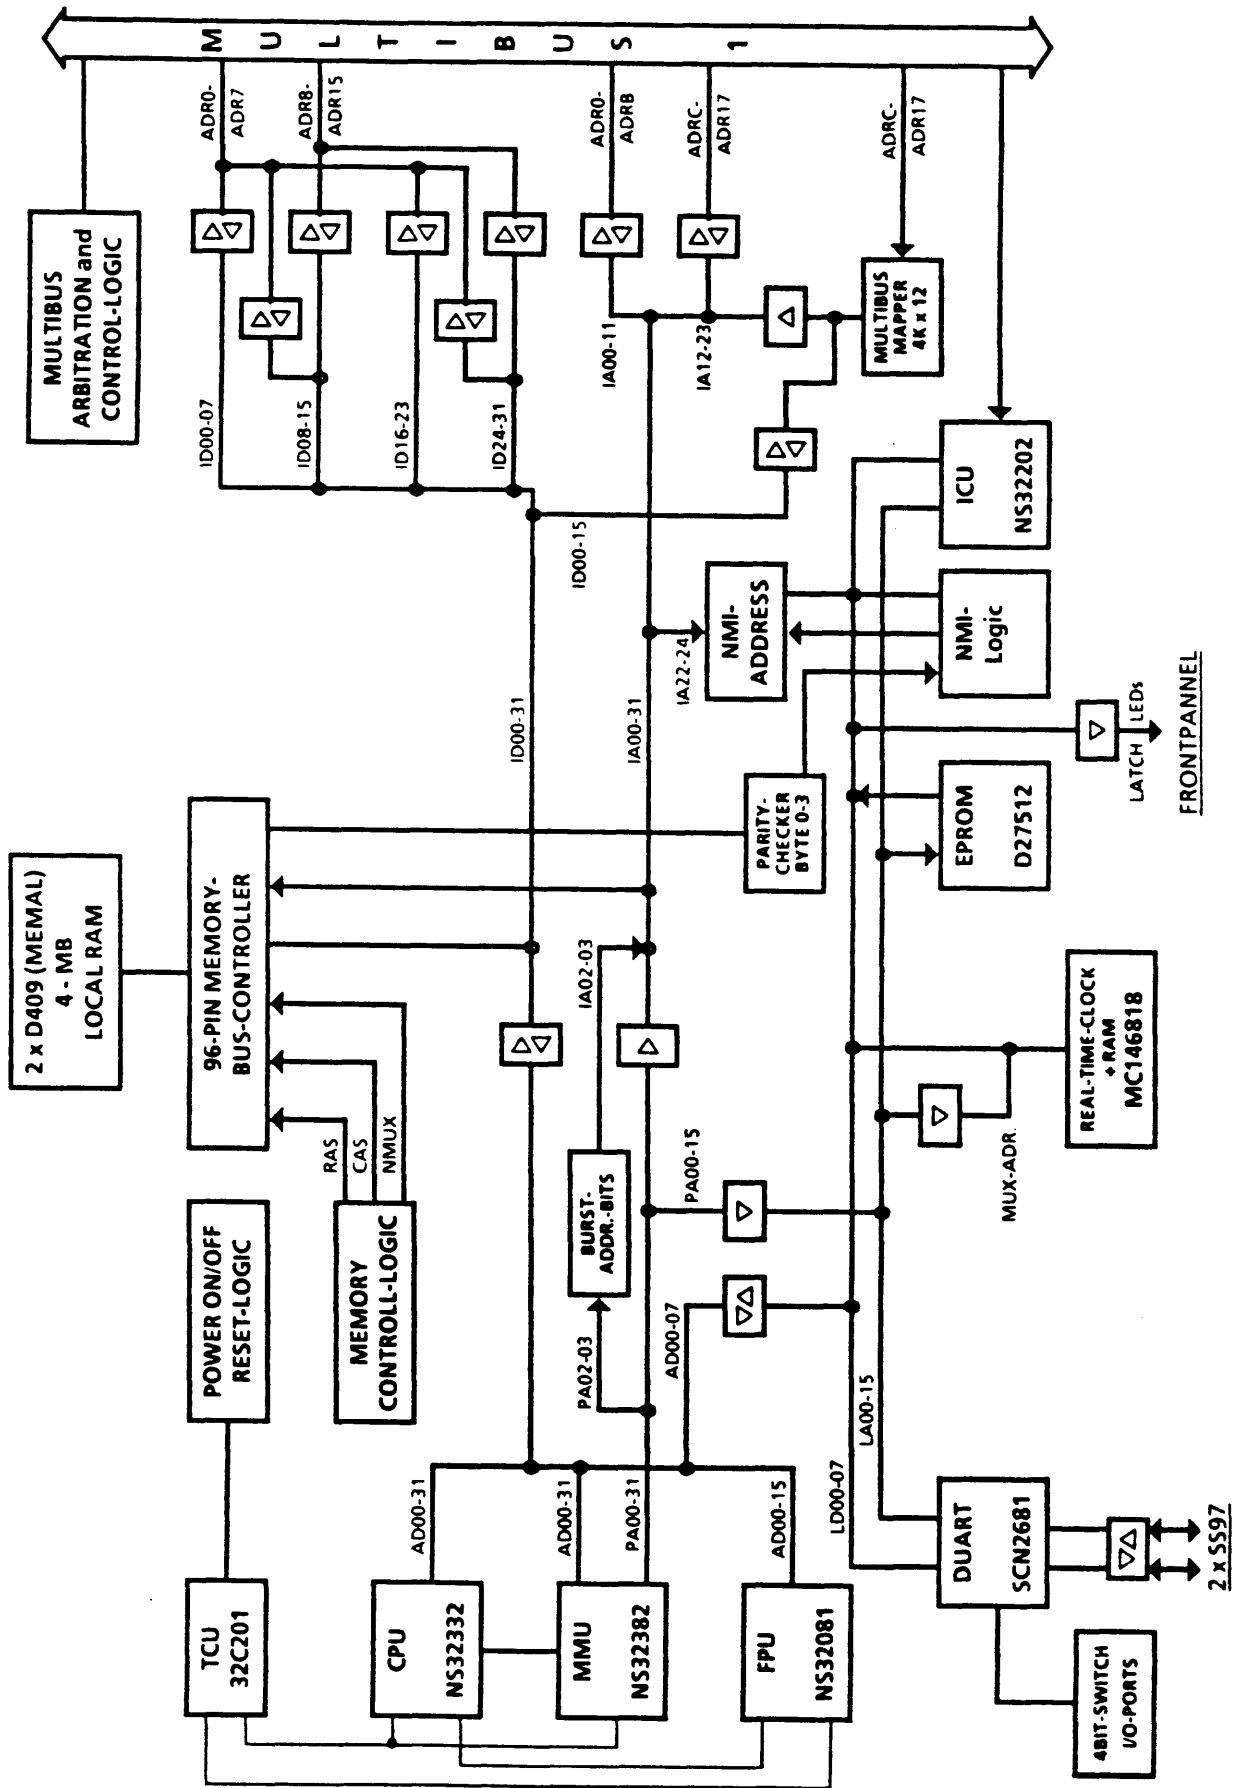 MULTIBUS
ARBITRATION and
CONTROL-LOGIC
MULTIBUS 1
ADR0-
ADR7
ADR8-
ADR15
ADR0-
ADRB
ADRC-
ADR17
ADRC-
ADR17
ID00-07
ID08-15
ID16-23
ID24-31
IA00-11
IA12-23
MULTIBUS
MAPPER
4K x 12
ID00-15
ICU
NS32202
2 x D409 (MEMAL)
4 - MB
LOCAL RAM
96-PIN MEMORY-
BUS-CONTROLLER
ID00-31
IA00-31
IA22-24
NMI-
ADDRESS
NMI-
Logic
PARITY-
CHECKER
BYTE 0-3
LATCH LEDs
FRONTPANNEL
EPROM
D27512
POWER ON/OFF
RESET-LOGIC
RAS
CAS
NMUX
MEMORY
CONTROLL-LOGIC
IA02-03
BURST-
ADDR.-BITS
PA02-03
PA00-15
AD00-07
MUX-ADR.
REAL-TIME-CLOCK
+ RAM
MC146818
TCU
32C201
CPU
NS32332
AD00-31
MMU
NS32382
AD00-31
PA00-31
FPU
NS32081
AD00-15
LD00-07
LA00-15
DUART
SCN2681
2 x SS97
4BIT-SWITCH
I/O-PORTS